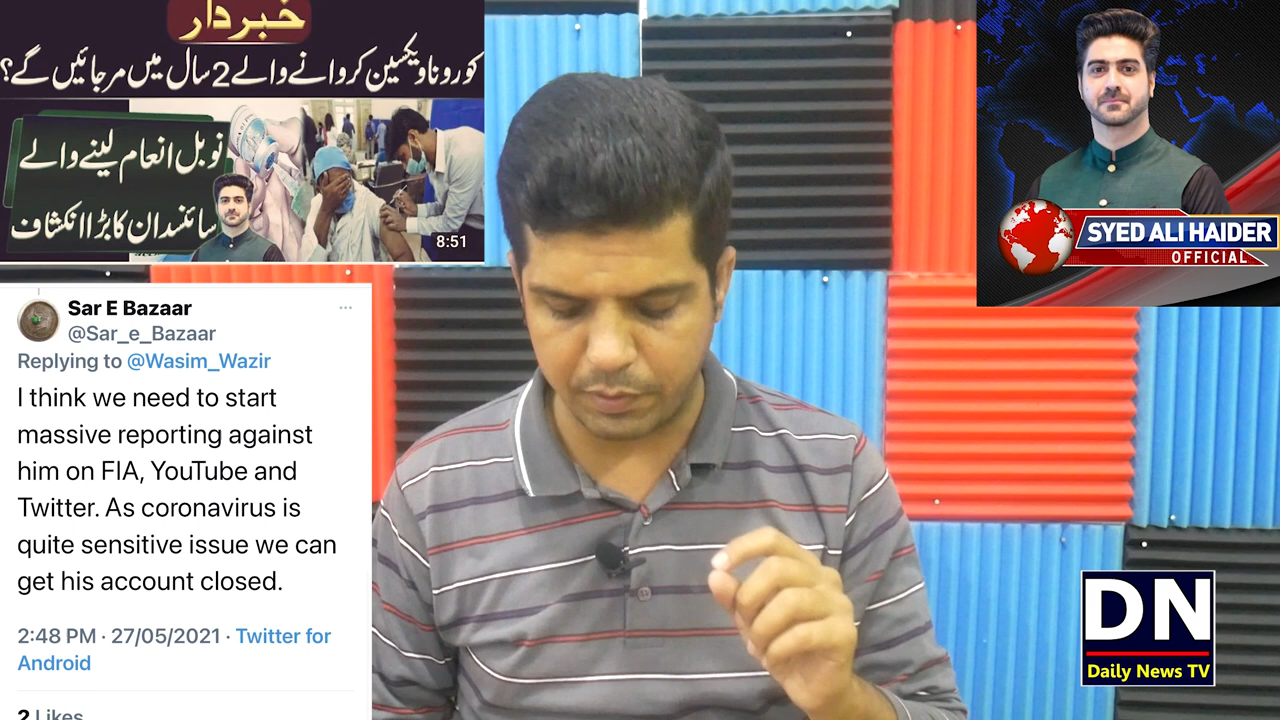 خبردار
کورونا ویکسین کروانے والے 2 سال میں مرجائیں گے؟
نوبل انعام لینے والے
سائنسدان کا بڑا انکشاف
8:51
SYED ALI HAIDER
OFFICIAL
Sar E Bazaar
@Sar_e_Bazaar
Replying to @Wasim_Wazir
I think we need to start
massive reporting against
him on FIA, YouTube and
Twitter. As coronavirus is
quite sensitive issue we can
get his account closed.
2:48 PM · 27/05/2021 · Twitter for
Android
2 Likes
DN
Daily News TV